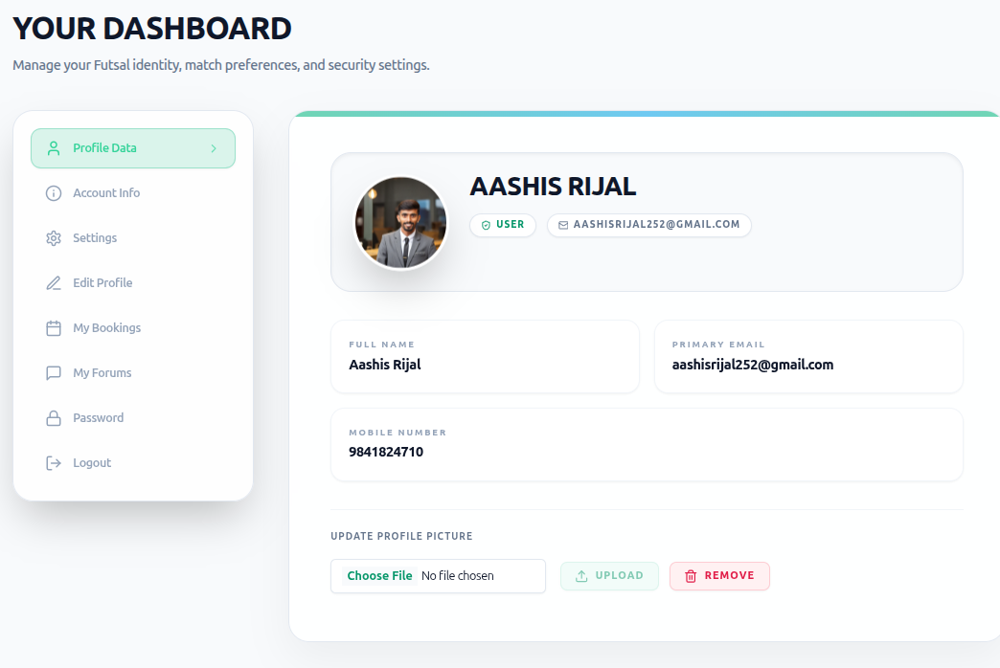 YOUR DASHBOARD
Manage your Futsal identity, match preferences, and security settings.
Profile Data
Account Info
Settings
Edit Profile
My Bookings
My Forums
Password
Logout
AASHIS RIJAL
USER
AASHISRIJAL252@GMAIL.COM
FULL NAME
Aashis Rijal
PRIMARY EMAIL
aashisrijal252@gmail.com
MOBILE NUMBER
9841824710
UPDATE PROFILE PICTURE
Choose File No file chosen
UPLOAD
REMOVE